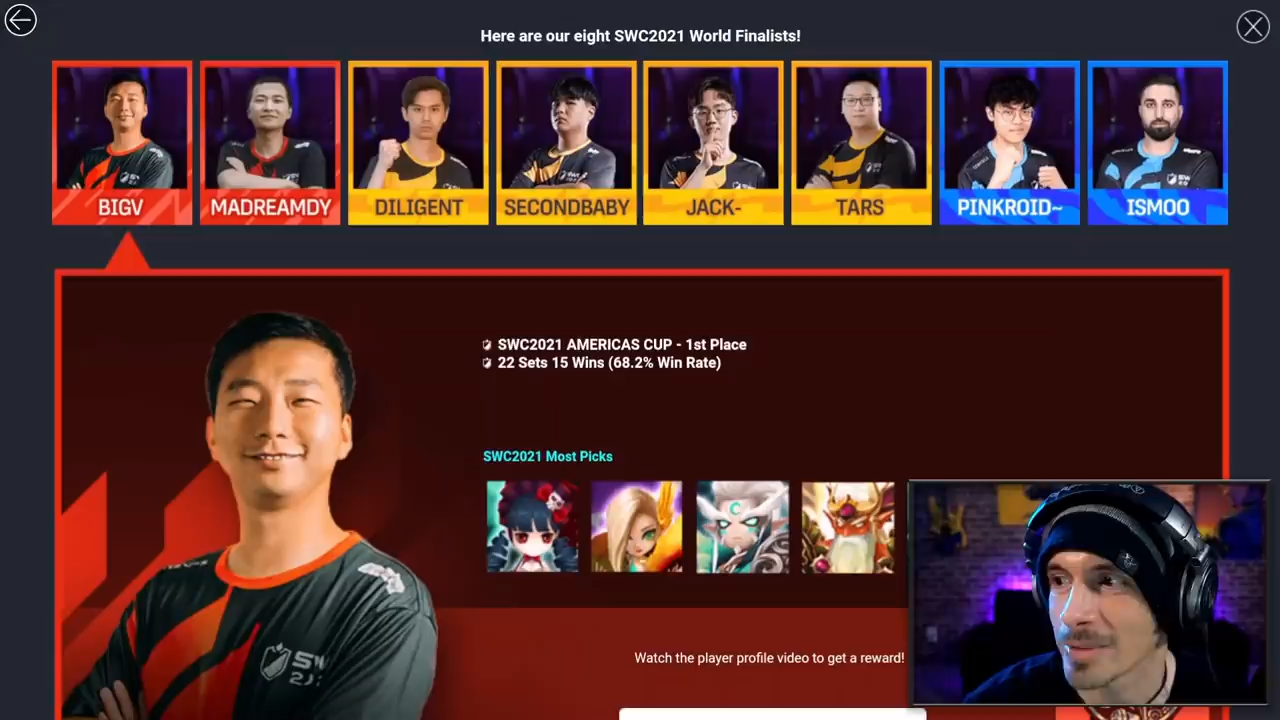 Here are our eight SWC2021 World Finalists!
BIGV
MADREAMDY
DILIGENT
SECONDBABY
JACK-
TARS
PINKROID~
ISMOO
SWC2021 AMERICAS CUP - 1st Place
22 Sets 15 Wins (68.2% Win Rate)
SWC2021 Most Picks
Watch the player profile video to get a reward!